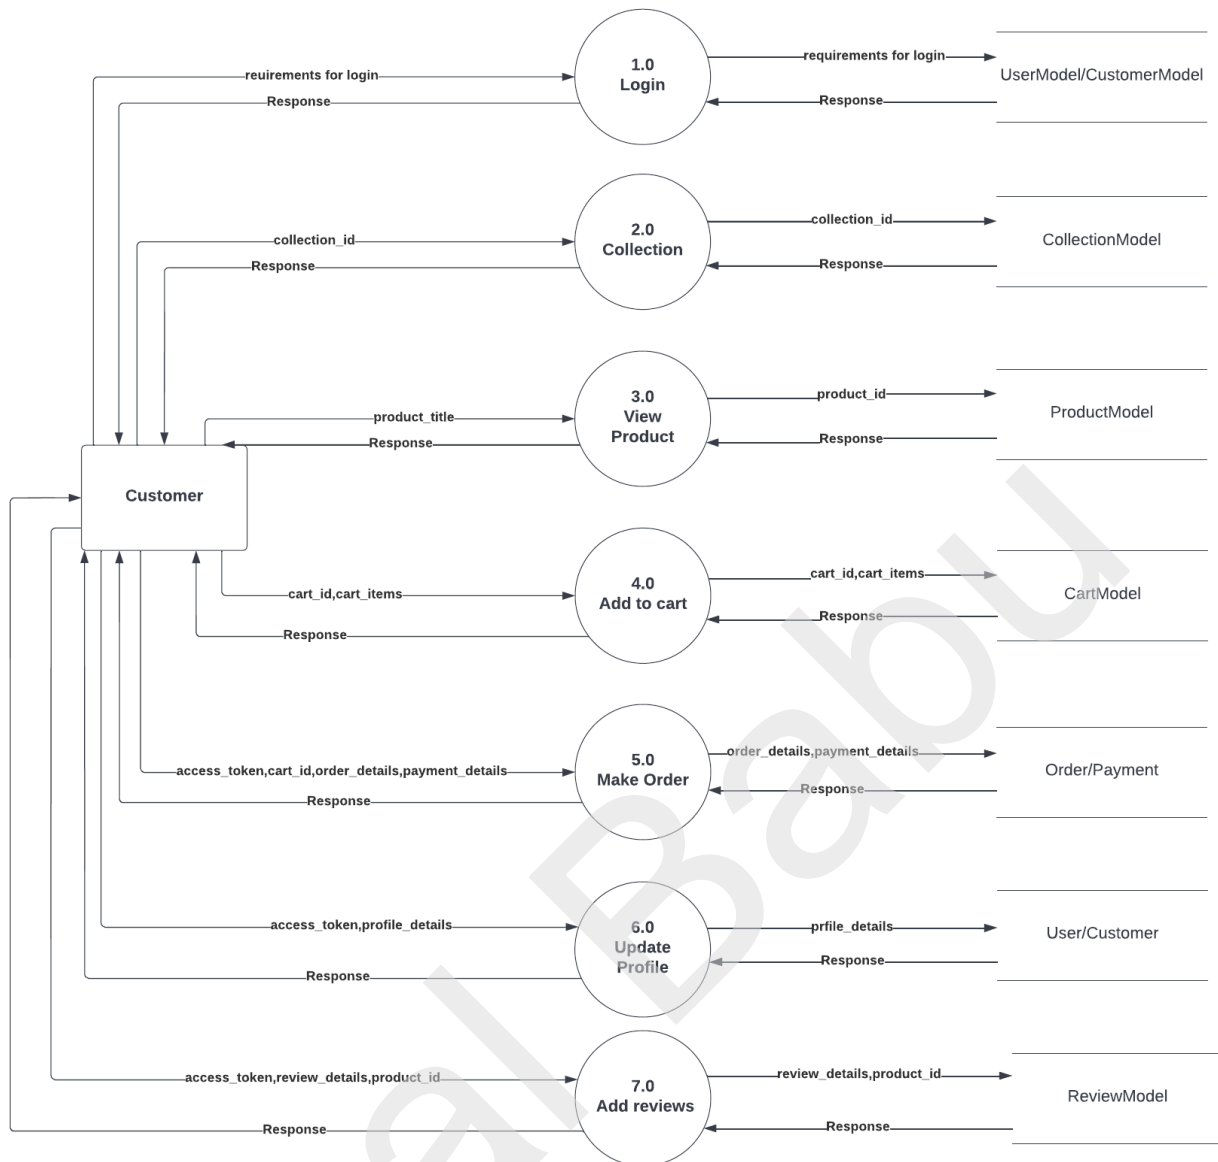 1.0
Login
reuirements for login
Response
requirements for login
Response
UserModel/CustomerModel
2.0
Collection
collection_id
Response
collection_id
Response
CollectionModel
3.0
View
Product
product_title
Response
product_id
Response
ProductModel
Customer
4.0
Add to cart
cart_id,cart_items
Response
cart_id,cart_items
Response
CartModel
5.0
Make Order
access_token,cart_id,order_details,payment_details
Response
order_details,payment_details
Response
Order/Payment
6.0
Update
Profile
access_token,profile_details
Response
prfile_details
Response
User/Customer
7.0
Add reviews
access_token,review_details,product_id
Response
review_details,product_id
Response
ReviewModel
al Babu